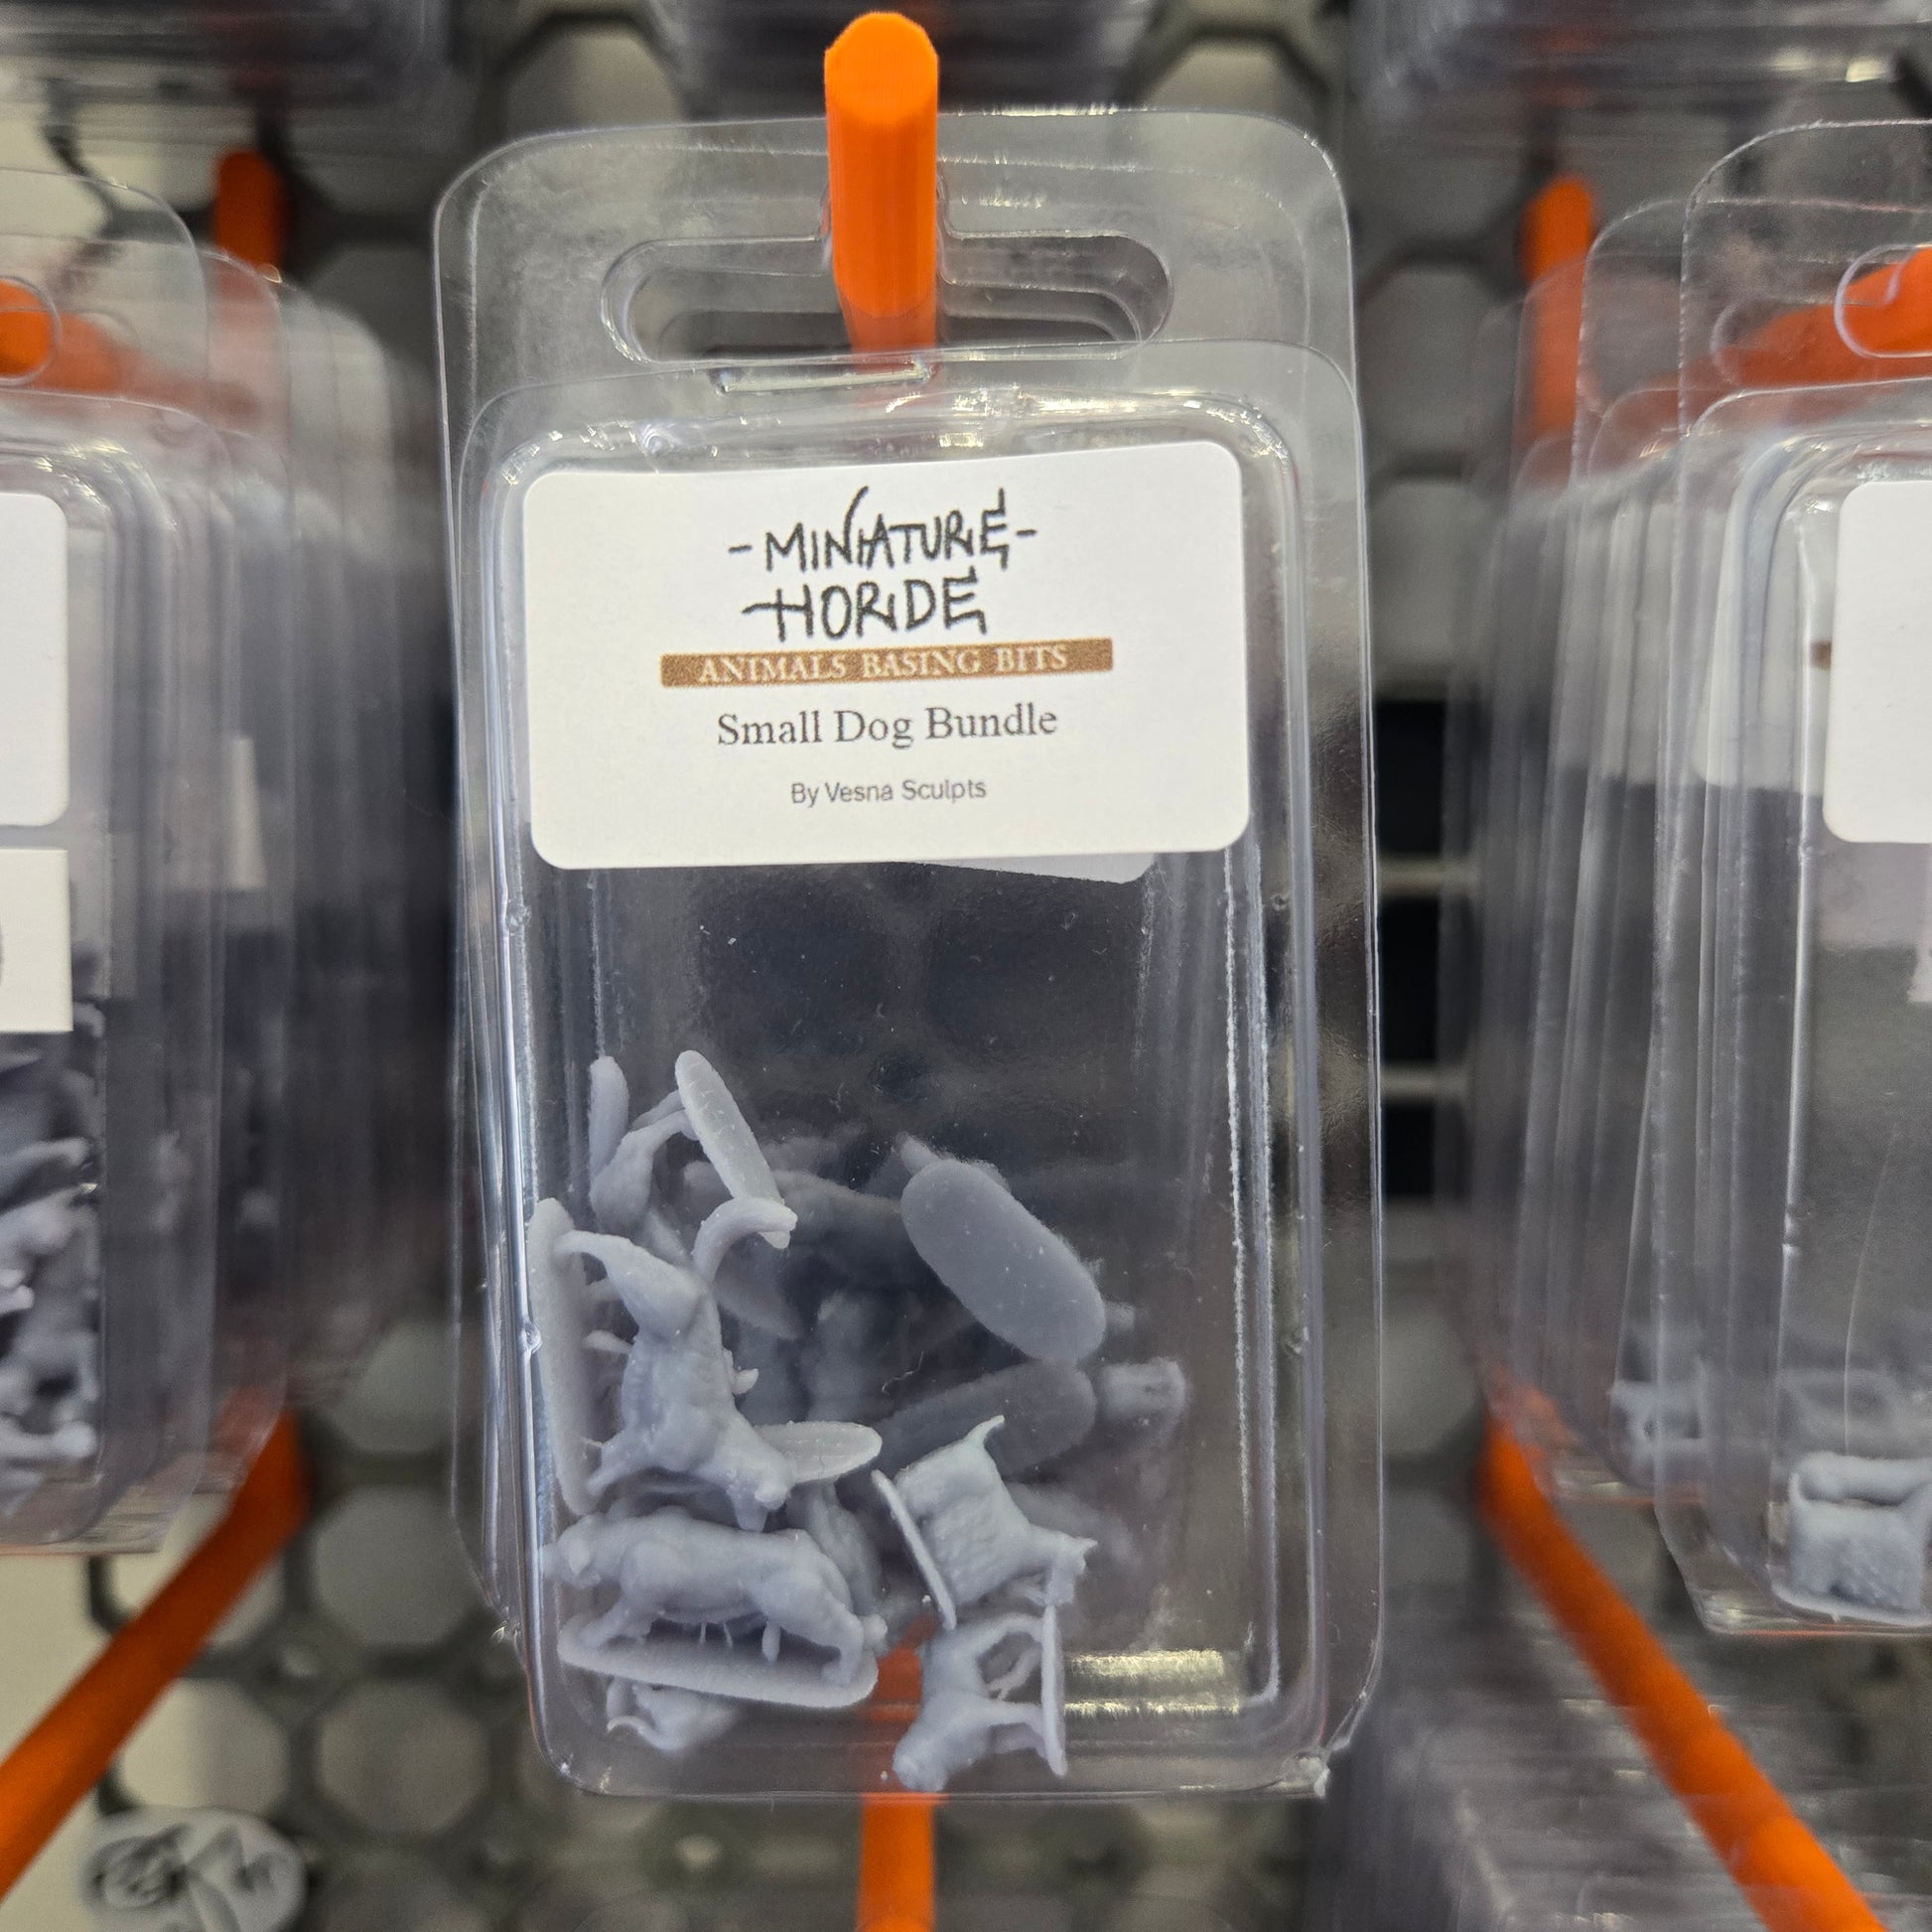 -MINIATURE-
HORDE
ANIMALS BASING BITS
Small Dog Bundle
By Vesna Sculpts